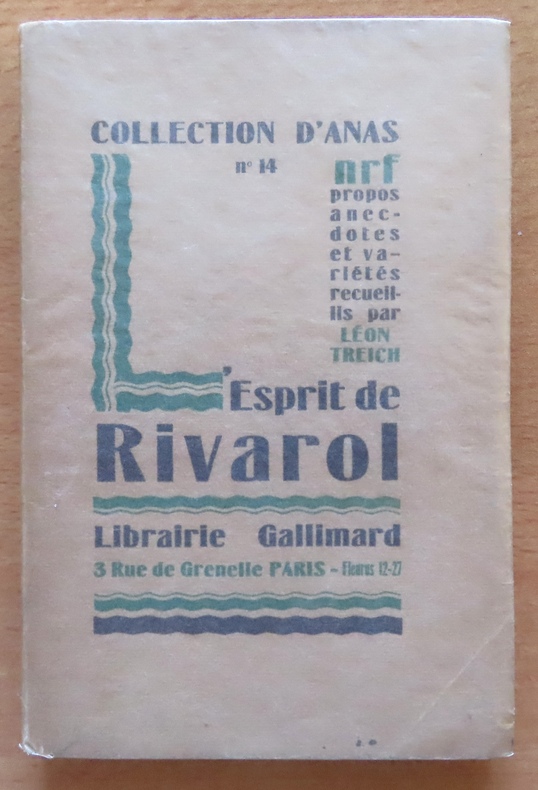 COLLECTION D'ANAS
nº 14
nrf
propos
anec-
dotes
et va-
riétés
recueil-
lis par
LÉON
TREICH
L'Esprit de
Rivarol
Librairie Gallimard
3 Rue de Grenelle PARIS - Fleurus 12-27